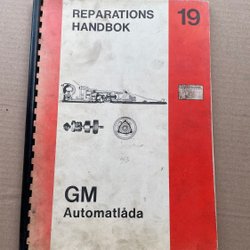 REPARATIONS
HANDBOK
19
GM
Automatlåda